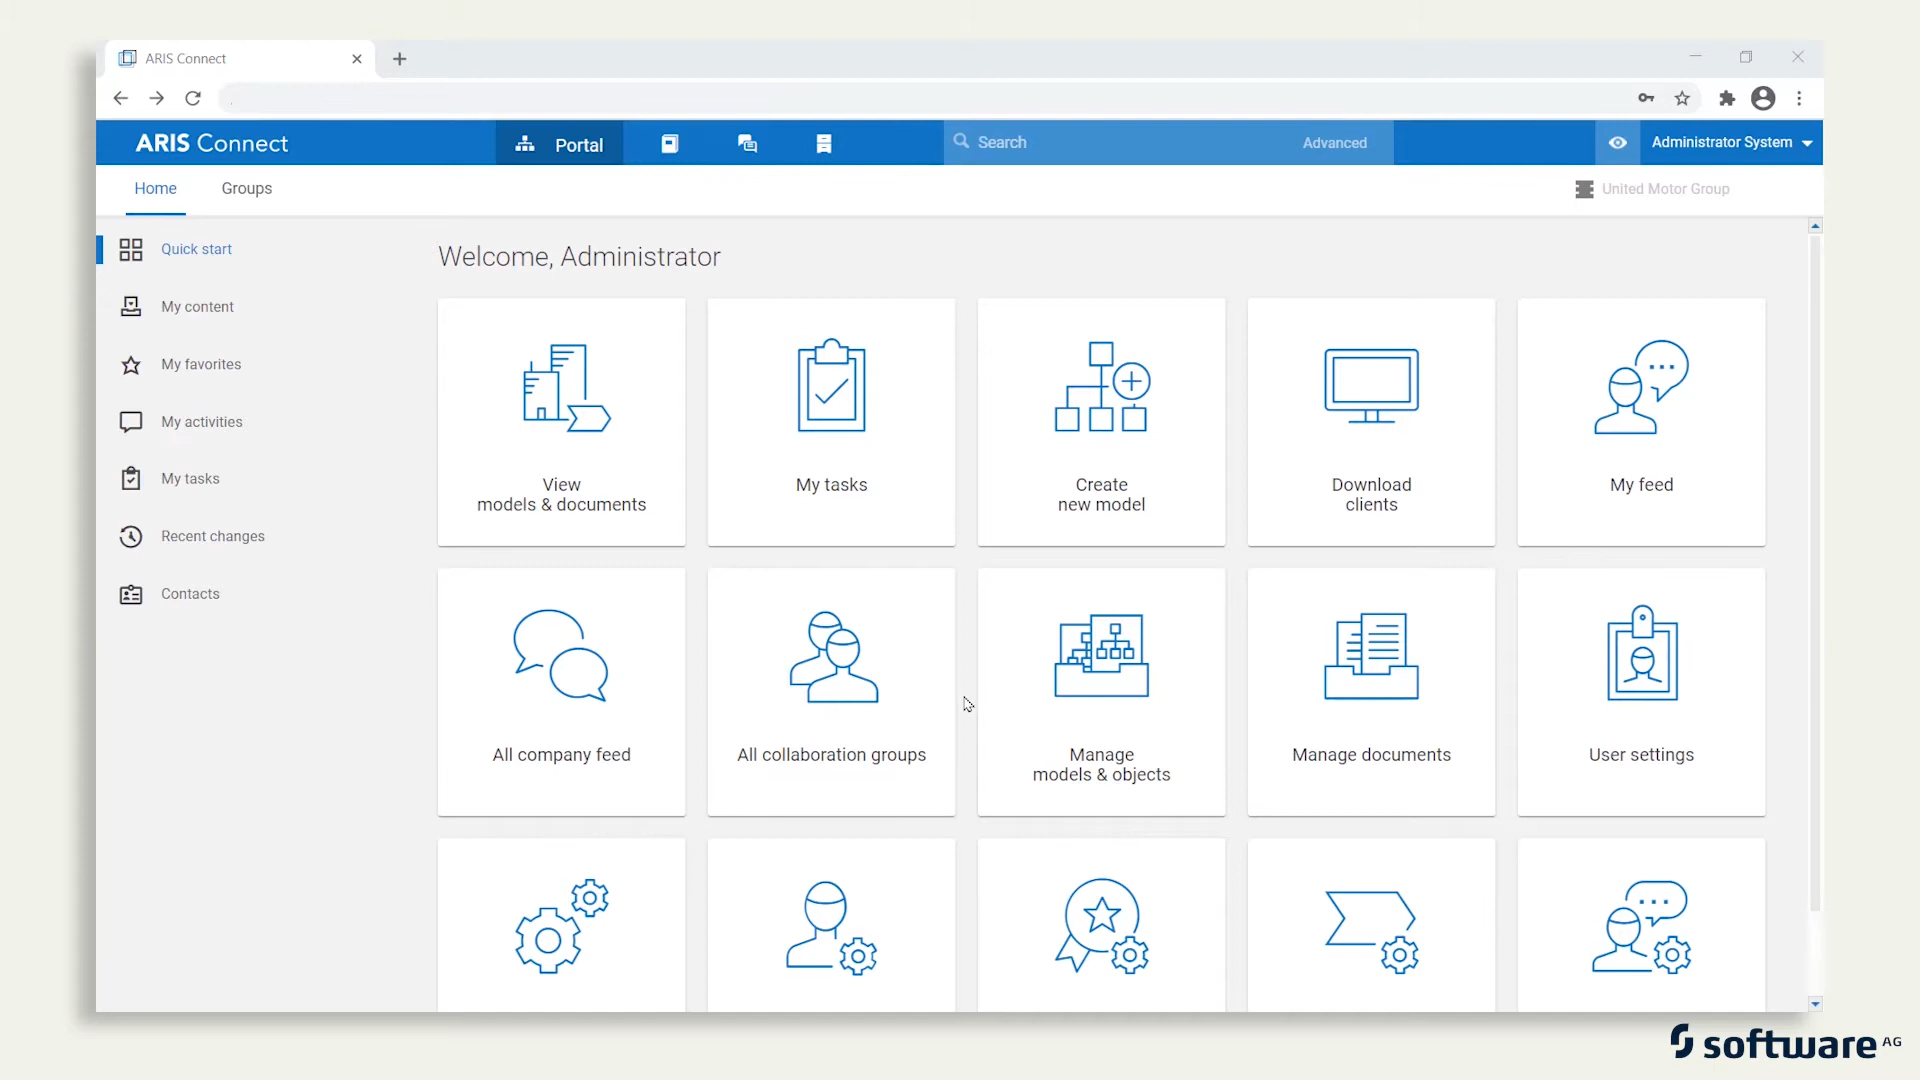 ARIS Connect
ARIS Connect
Portal
Search
Advanced
Administrator System
Home
Groups
United Motor Group
Quick start
My content
My favorites
My activities
My tasks
Recent changes
Contacts
Welcome, Administrator
View
models & documents
My tasks
Create
new model
Download
clients
My feed
All company feed
All collaboration groups
Manage
models & objects
Manage documents
User settings
software AG